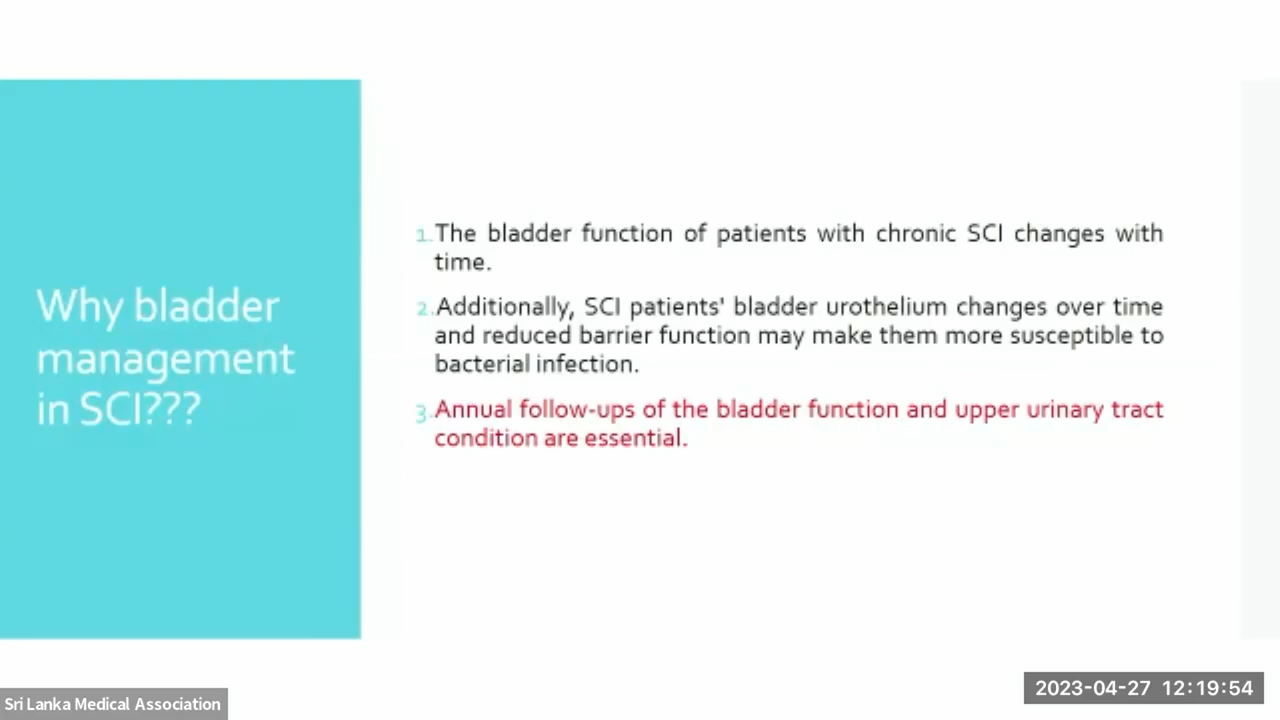 Why bladder
management
in SCI???
1. The bladder function of patients with chronic SCI changes with
time.
2. Additionally, SCI patients' bladder urothelium changes over time
and reduced barrier function may make them more susceptible to
bacterial infection.
3. Annual follow-ups of the bladder function and upper urinary tract
condition are essential.
Sri Lanka Medical Association
2023-04-27 12:19:54